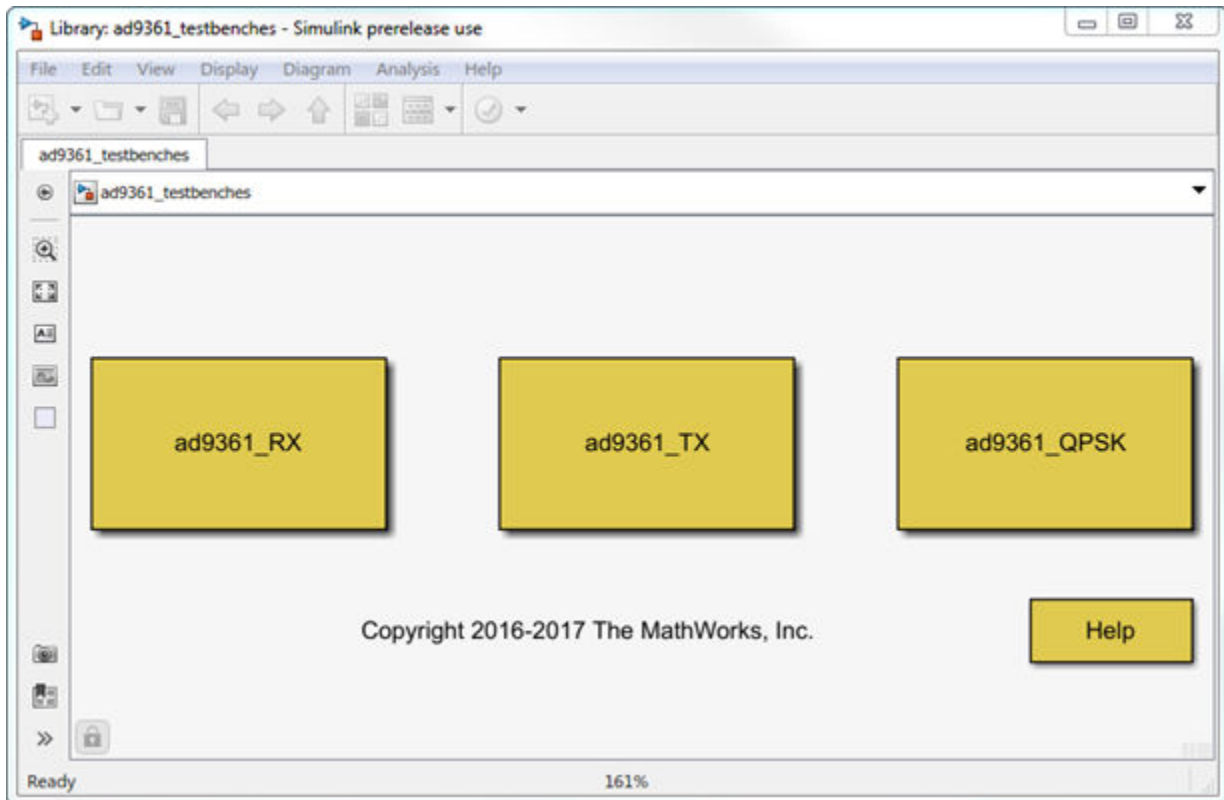 Library: ad9361_testbenches - Simulink prerelease use
File Edit View Display Diagram Analysis Help
ad9361_testbenches
ad9361_testbenches
ad9361_RX
ad9361_TX
ad9361_QPSK
Copyright 2016-2017 The MathWorks, Inc.
Help
Ready
161%